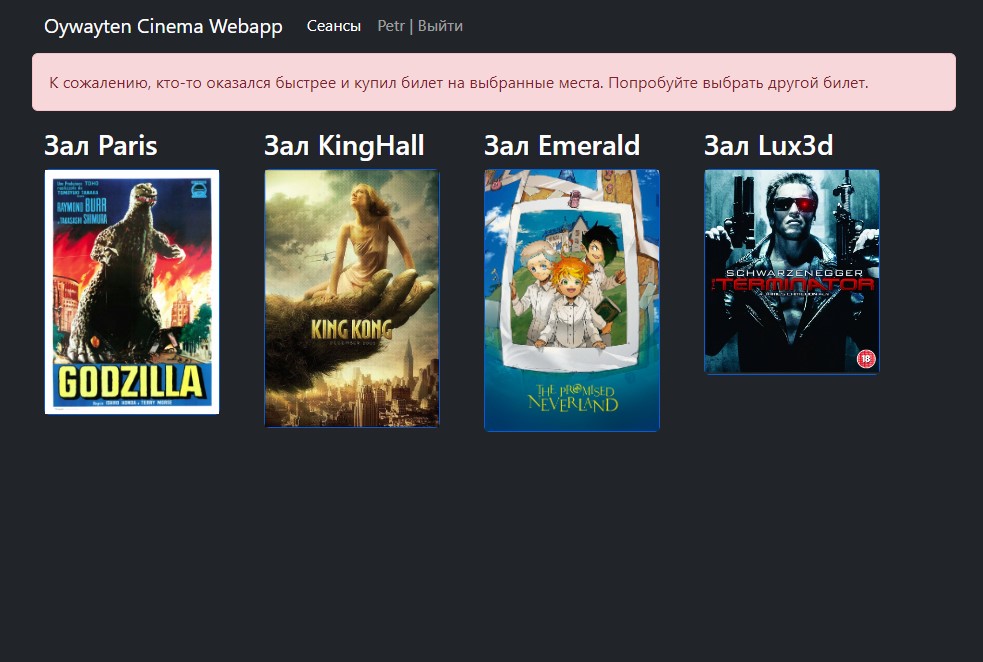 Oywayten Cinema Webapp Сеансы Petr | Выйти
К сожалению, кто-то оказался быстрее и купил билет на выбранные места. Попробуйте выбрать другой билет.
Зал Paris Зал KingHall Зал Emerald Зал Lux3d
RAYMOND BURR
TAKASHI SHIMURA
GODZILLA
KING KONG
THE PROMISED
NEVERLAND
SCHWARZENEGGER
THE TERMINATOR
18